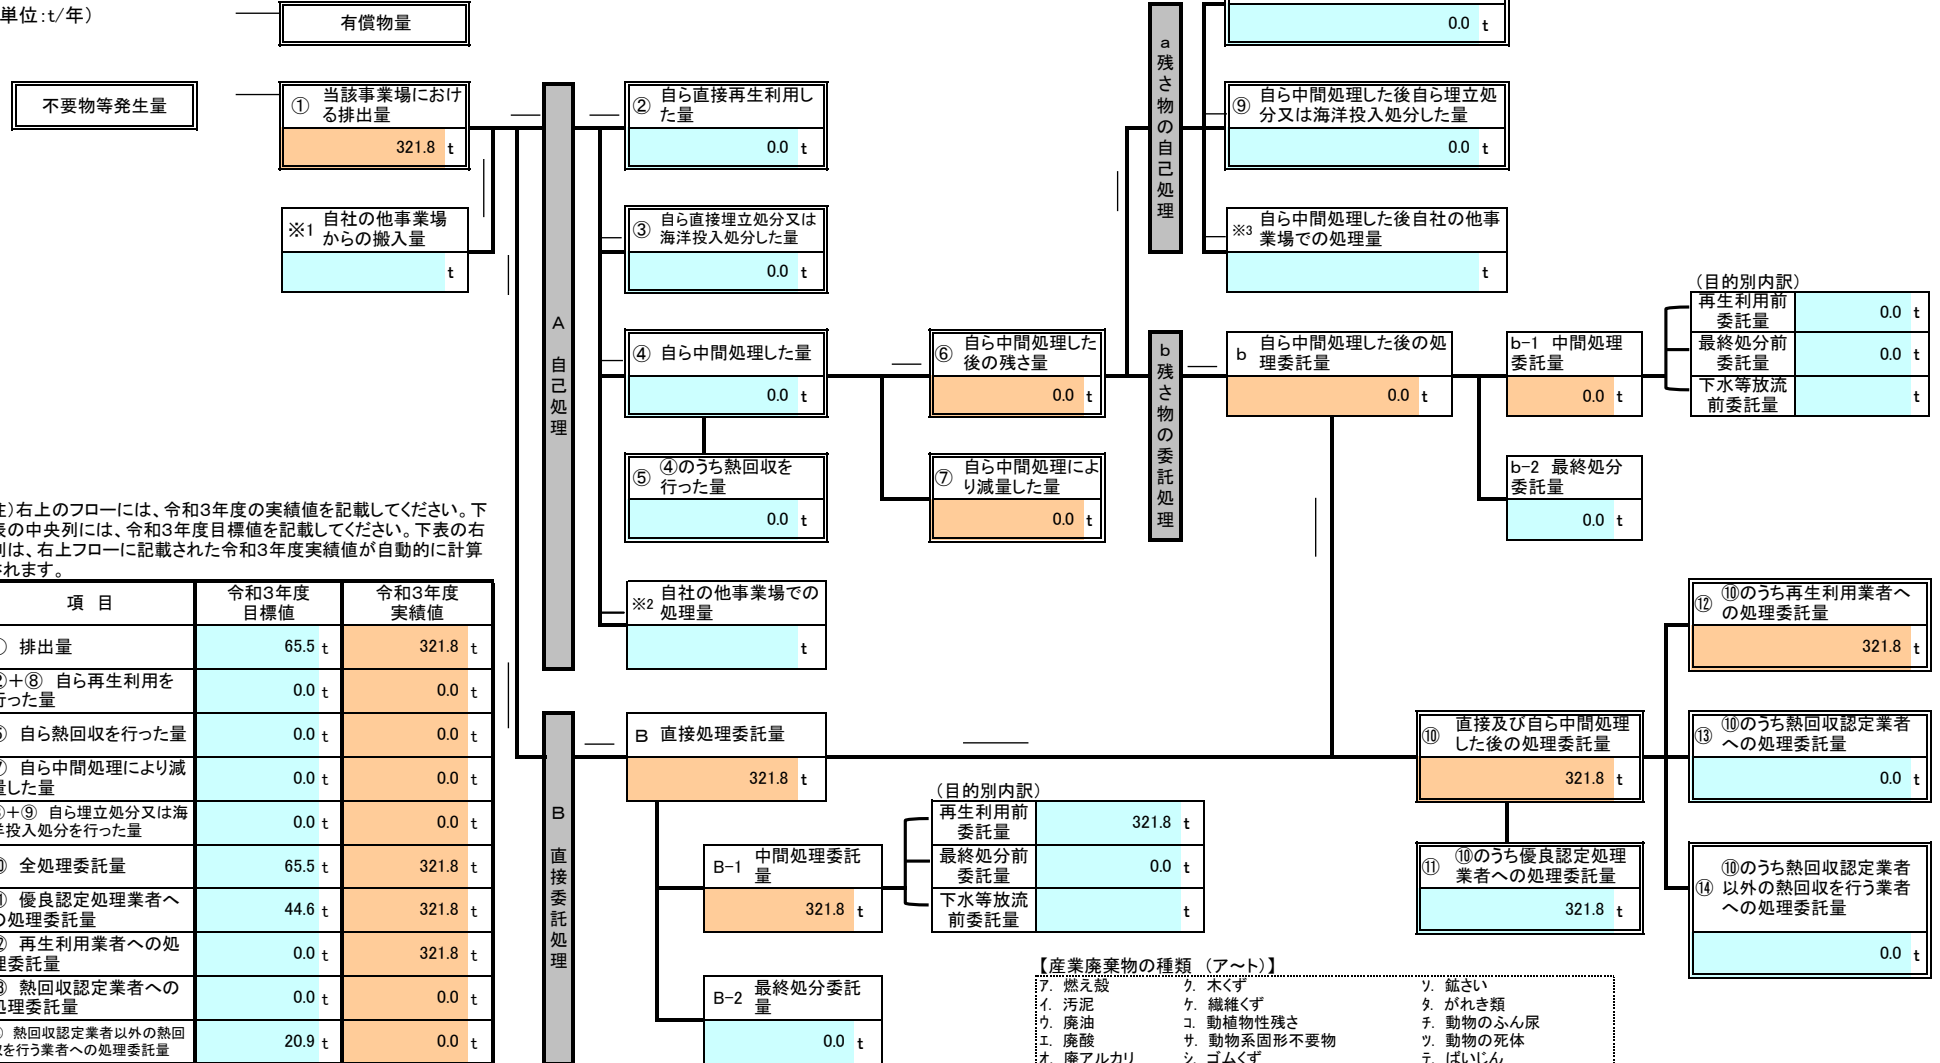 単位:t/年)
有償物量
0.0 t
不要物等発生量
① 当該事業場におけ
る排出量
321.8 t
※1 自社の他事業場
からの搬入量
t
A 自己処理
② 自ら直接再生利用し
た量
0.0 t
③ 自ら直接埋立処分又は
海洋投入処分した量
0.0 t
④ 自ら中間処理した量
0.0 t
⑤ ④のうち熱回収を
行った量
0.0 t
※2 自社の他事業場での
処理量
t
⑥ 自ら中間処理した
後の残さ量
0.0 t
⑦ 自ら中間処理によ
り減量した量
0.0 t
a 残さ物の自己処理
⑨ 自ら中間処理した後自ら埋立処
分又は海洋投入処分した量
0.0 t
※3 自ら中間処理した後自社の他事
業場での処理量
t
b 残さ物の委託処理
b 自ら中間処理した後の処
理委託量
0.0 t
b-1 中間処理
委託量
0.0 t
b-2 最終処分
委託量
0.0 t
(目的別内訳)
再生利用前
委託量
0.0 t
最終処分前
委託量
0.0 t
下水等放流
前委託量
t
)右上のフローには、令和3年度の実績値を記載してください。下
表の中央列には、令和3年度目標値を記載してください。下表の右
は、右上フローに記載された令和3年度実績値が自動的に計算
れます。
項 目 令和3年度
目標値 令和3年度
実績値
排出量 65.5 t 321.8 t
+⑧ 自ら再生利用を
行った量 0.0 t 0.0 t
自ら熱回収を行った量 0.0 t 0.0 t
自ら中間処理により減
量した量 0.0 t 0.0 t
+⑨ 自ら埋立処分又は海
洋投入処分を行った量 0.0 t 0.0 t
全処理委託量 65.5 t 321.8 t
優良認定処理業者へ
の処理委託量 44.6 t 321.8 t
再生利用業者への処
理委託量 0.0 t 321.8 t
熱回収認定業者への
処理委託量 0.0 t 0.0 t
熱回収認定業者以外の熱回
収を行う業者への処理委託量 20.9 t 0.0 t
B 直接委託処理
B 直接処理委託量
321.8 t
B-1 中間処理委託
量
321.8 t
B-2 最終処分委託
量
0.0 t
(目的別内訳)
再生利用前
委託量
321.8 t
最終処分前
委託量
0.0 t
下水等放流
前委託量
t
⑩ 直接及び自ら中間処理
した後の処理委託量
321.8 t
⑪ ⑩のうち優良認定処理
業者への処理委託量
321.8 t
⑫ ⑩のうち再生利用業者へ
の処理委託量
321.8 t
⑬ ⑩のうち熱回収認定業者
への処理委託量
0.0 t
⑭ ⑩のうち熱回収認定業者
以外の熱回収を行う業者
への処理委託量
0.0 t
【産業廃棄物の種類 (ア~ト)】
ア. 燃え殻 ク. 木くず ソ. 鉱さい
イ. 汚泥 ケ. 繊維くず タ. がれき類
ウ. 廃油 コ. 動植物性残さ チ. 動物のふん尿
エ. 廃酸 サ. 動物系固形不要物 ツ. 動物の死体
オ. 廃アルカリ シ. ゴムくず テ. ばいじん